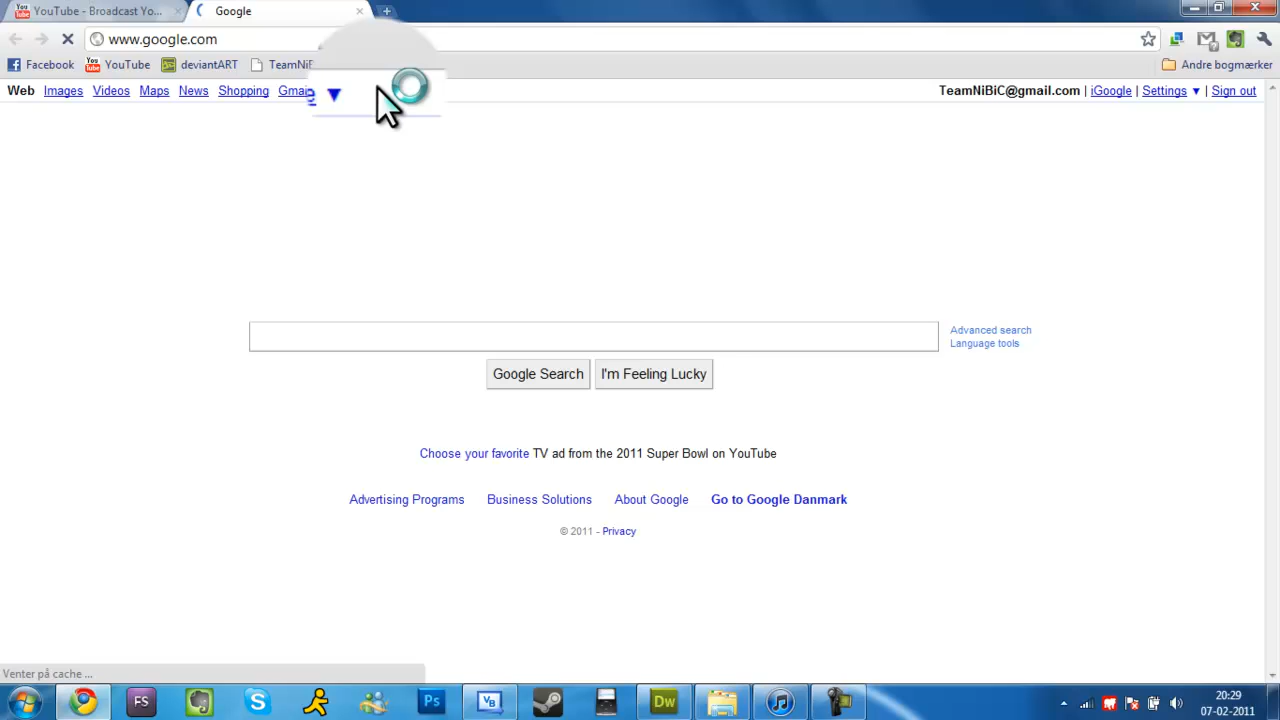 YouTube - Broadcast Yo...
Google
www.google.com
Facebook YouTube deviantART Andre bogmærker
Web Images Videos Maps News Shopping TeamNiBiC@gmail.com | iGoogle | Settings ▼ | Sign out
Advanced search
Language tools
Google Search I'm Feeling Lucky
Choose your favorite TV ad from the 2011 Super Bowl on YouTube
Advertising Programs Business Solutions About Google Go to Google Danmark
© 2011 - Privacy
Venter på cache ...
FS Ps VB Dw
20:29
07-02-2011